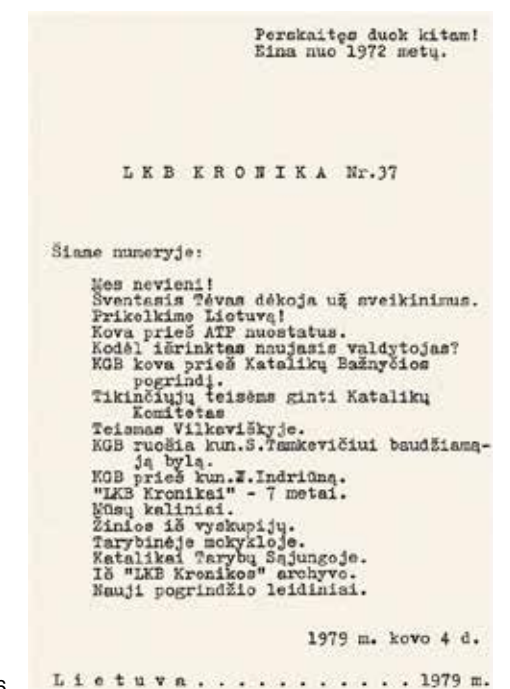 Perskaitęs duok kitam!
Eina nuo 1972 metų.
LKB KRONIKA Nr.37
Šiame numeryje:
Mes nevieni!
Šventasis Tėvas dėkoja už sveikinimus.
Prikelkime Lietuvą!
Kova prieš ATP nuostatus.
Kodėl išrinktas naujasis valdytojas?
KGB kova prieš Katalikų Bažnyčios
pogrindį.
Tikinčiųjų teisėms ginti Katalikų
Komitetas
Teismas Vilkaviškyje.
KGB ruošia kun.S.Tamkevičiui baudžiamą-
ją bylą.
KGB prieš kun. Indriūną.
"LKB Kronikai" - 7 metai.
Mūsų kaliniai.
Žinios iš vyskupijų.
Tarybinėje mokykloje.
Katalikai Tarybų Sąjungoje.
Iš "LKB Kronikos" archyvo.
Nauji pogrindžio leidiniai.
1979 m. kovo 4 d.
Lietuva............1979 m.